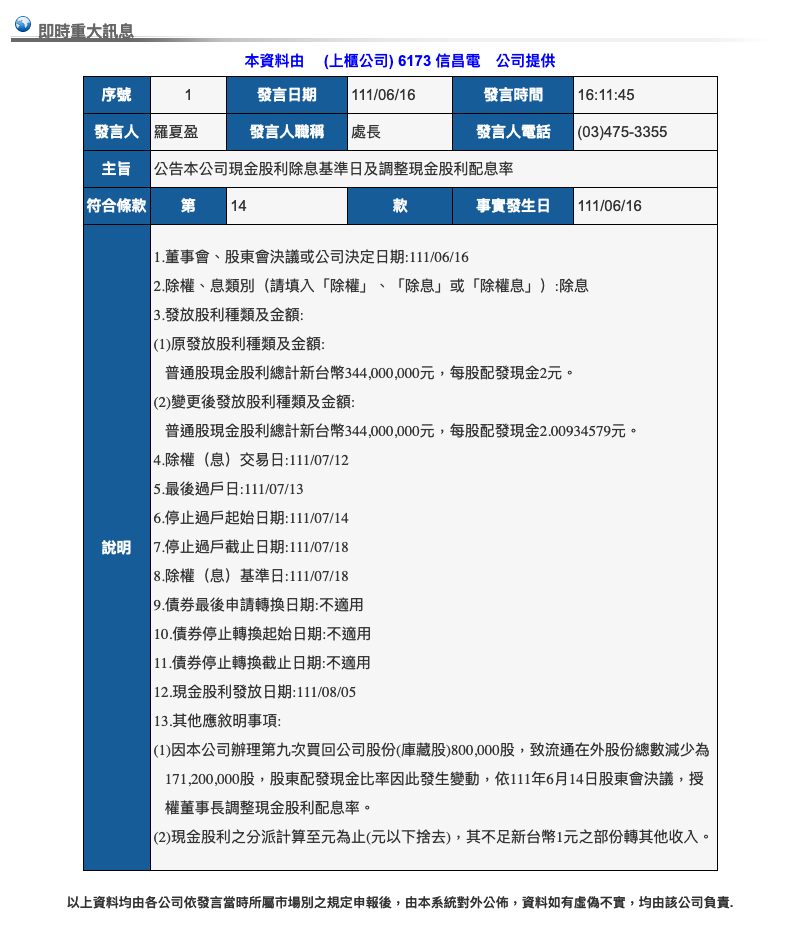 即時重大訊息
本資料由 (上櫃公司) 6173 信昌電 公司提供
序號 1 發言日期 111/06/16 發言時間 16:11:45
發言人 羅夏盈 發言人職稱 處長 發言人電話 (03)475-3355
主旨 公告本公司現金股利除息基準日及調整現金股利配息率
符合條款 第 14 款 事實發生日 111/06/16
說明
1.董事會、股東會決議或公司決定日期:111/06/16
2.除權、息類別（請填入「除權」、「除息」或「除權息」）:除息
3.發放股利種類及金額:
(1)原發放股利種類及金額:
普通股現金股利總計新台幣344,000,000元，每股配發現金2元。
(2)變更後發放股利種類及金額:
普通股現金股利總計新台幣344,000,000元，每股配發現金2.00934579元。
4.除權（息）交易日:111/07/12
5.最後過戶日:111/07/13
6.停止過戶起始日期:111/07/14
7.停止過戶截止日期:111/07/18
8.除權（息）基準日:111/07/18
9.債券最後申請轉換日期:不適用
10.債券停止轉換起始日期:不適用
11.債券停止轉換截止日期:不適用
12.現金股利發放日期:111/08/05
13.其他應敘明事項:
(1)因本公司辦理第九次買回公司股份(庫藏股)800,000股，致流通在外股份總數減少為
171,200,000股，股東配發現金比率因此發生變動，依111年6月14日股東會決議，授
權董事長調整現金股利配息率。
(2)現金股利之分派計算至元為止(元以下捨去)，其不足新台幣1元之部份轉其他收入。
以上資料均由各公司依發言當時所屬市場別之規定申報後，由本系統對外公佈，資料如有虛偽不實，均由該公司負責.